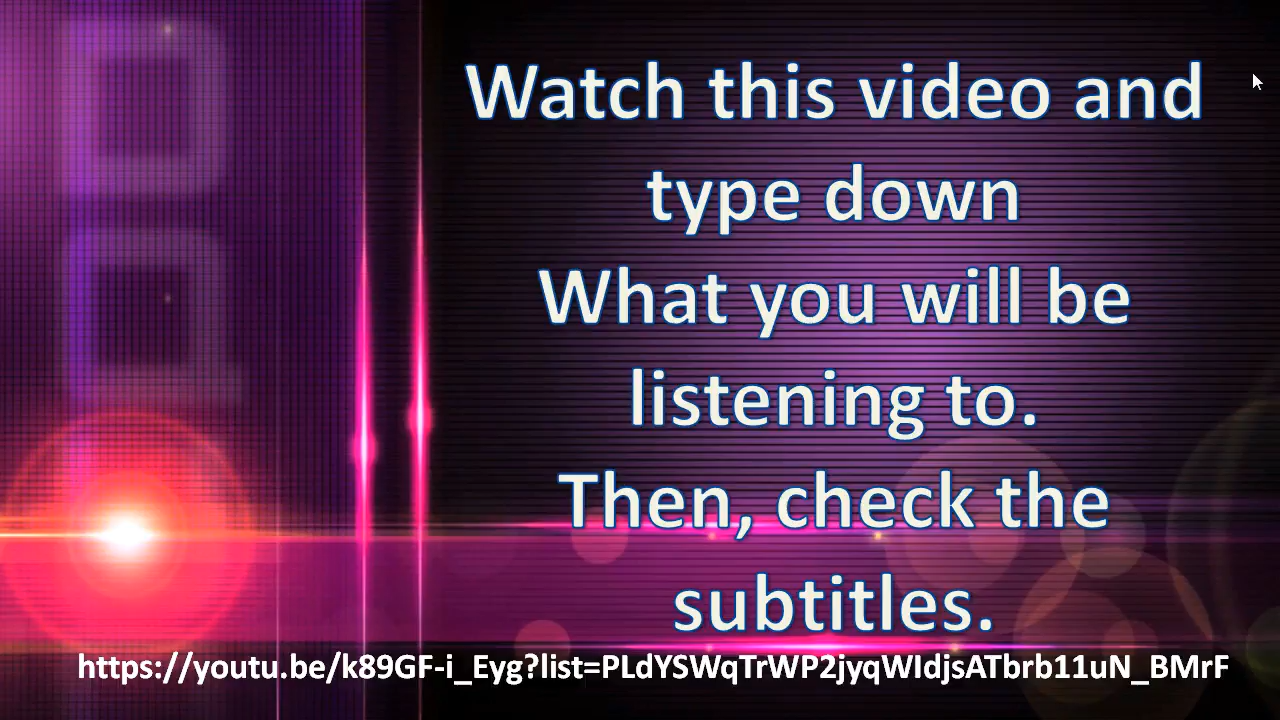 Watch this video and
type down
What you will be
listening to.
Then, check the
subtitles.
https://youtu.be/k89GF-i_Eyg?list=PLdYSWqTrWP2jyqWIdjsATbrb11uN_BMrF